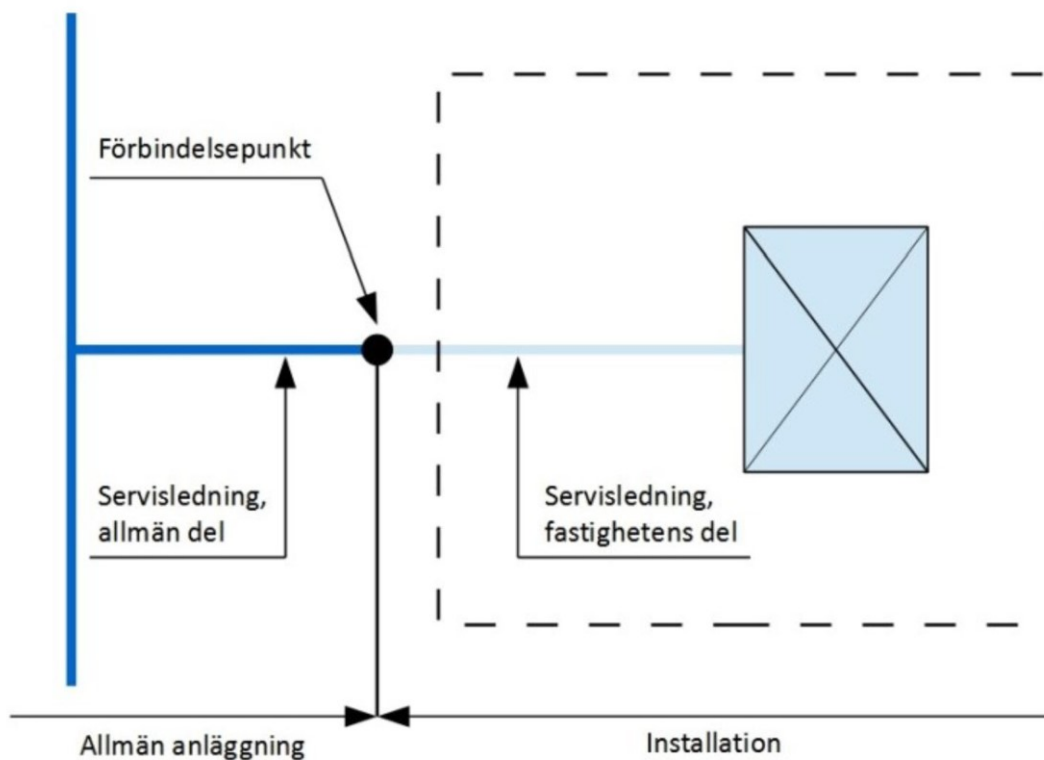 Förbindelsepunkt
Servisledning,
allmän del
Servisledning,
fastighetens del
Allmän anläggning
Installation